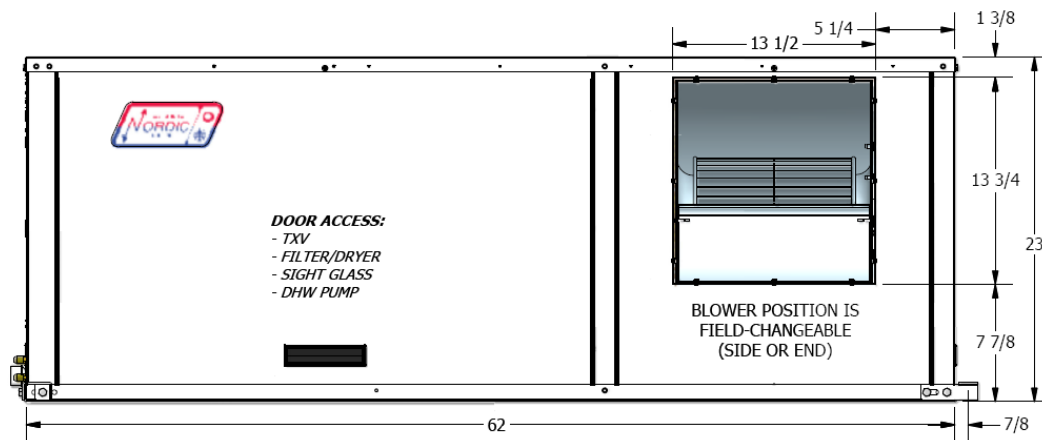 5 1/4
1 3/8
13 1/2
NORDIC
13 3/4
23
DOOR ACCESS:
- TXV
- FILTER/DRYER
- SIGHT GLASS
- DHW PUMP
BLOWER POSITION IS
FIELD-CHANGEABLE
(SIDE OR END)
7 7/8
62
7/8